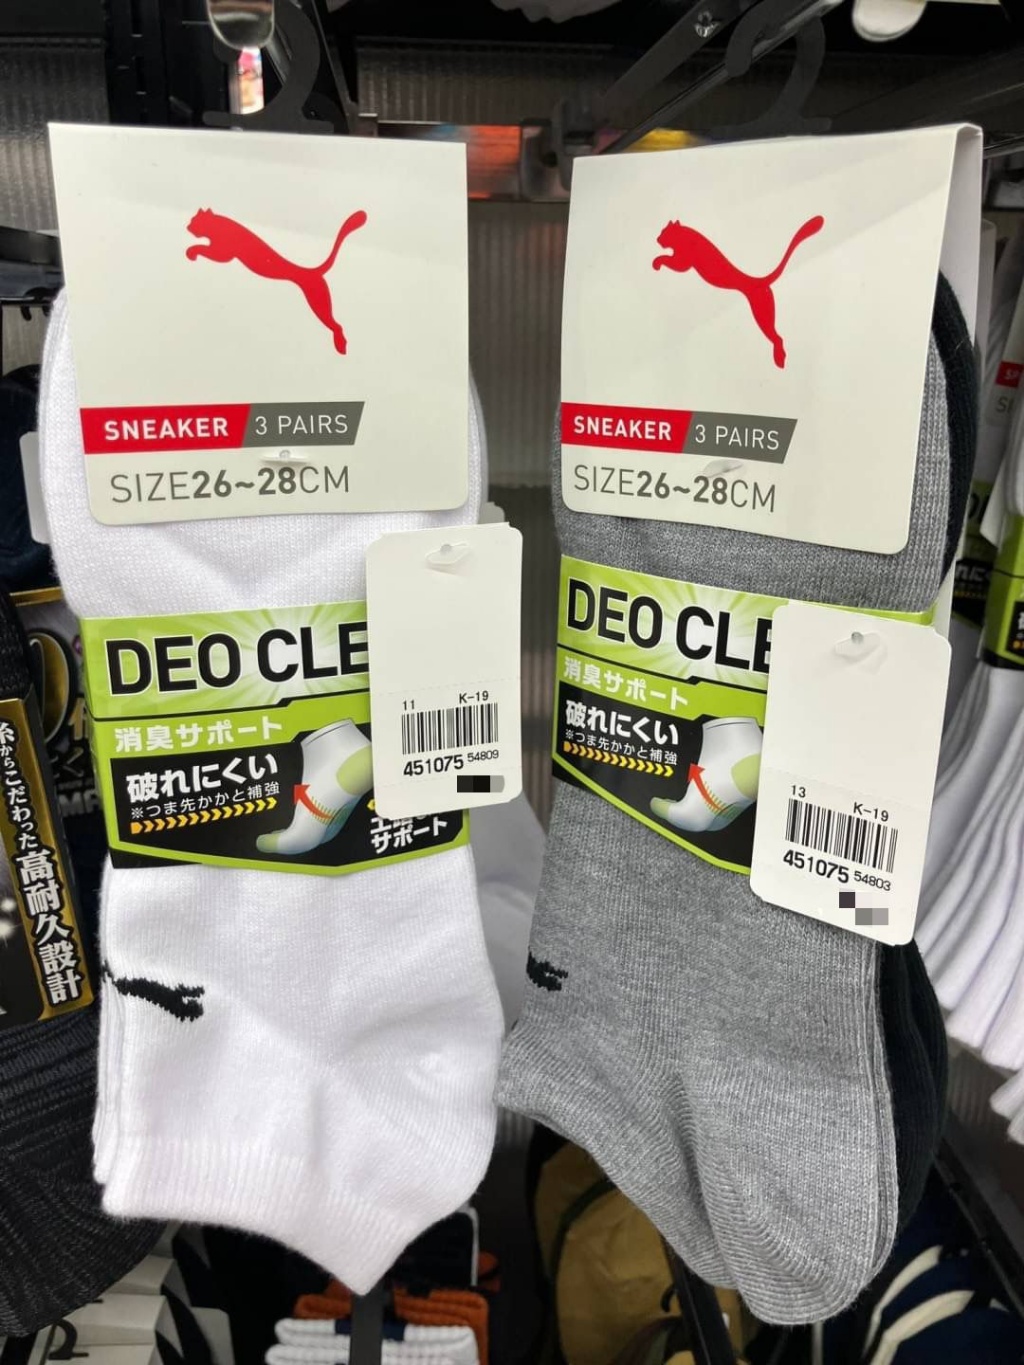 SNEAKER 3 PAIRS
SIZE26~28CM
DEO CLE
消臭サポート
破れにくい
※つま先かかと補強
サポート
11 K-19
451075 54809
SNEAKER 3 PAIRS
SIZE26~28CM
DEO CLE
消臭サポート
破れにくい
※つま先かかと補強
13 K-19
451075 54803
糸からこだわった
高耐久設計